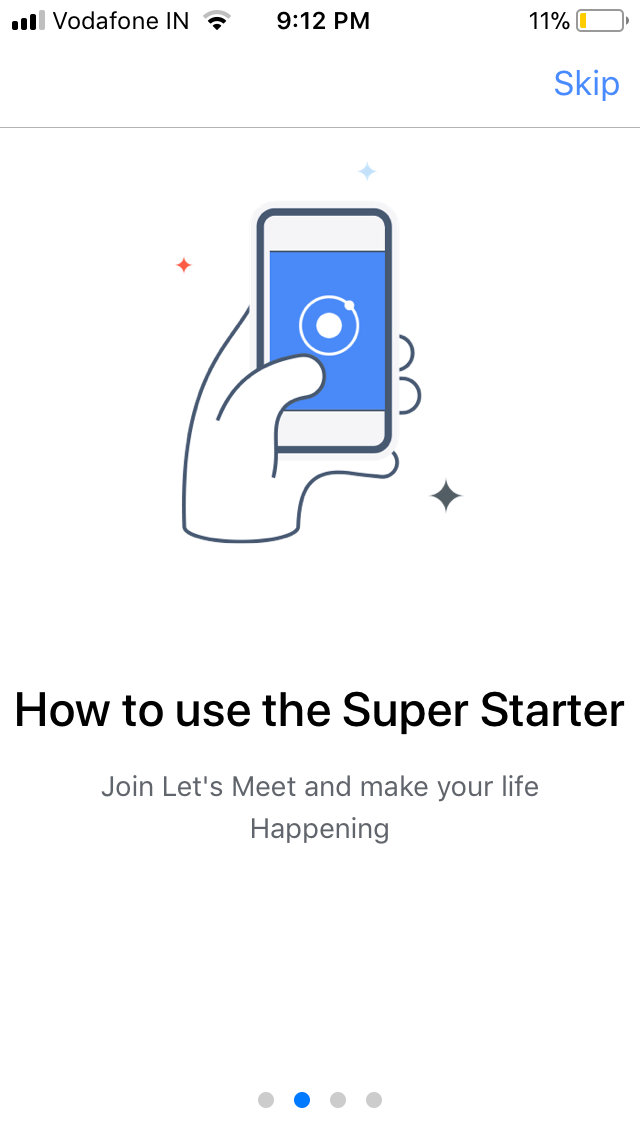 Vodafone IN 9:12 PM 11%
Skip
How to use the Super Starter
Join Let's Meet and make your life
Happening